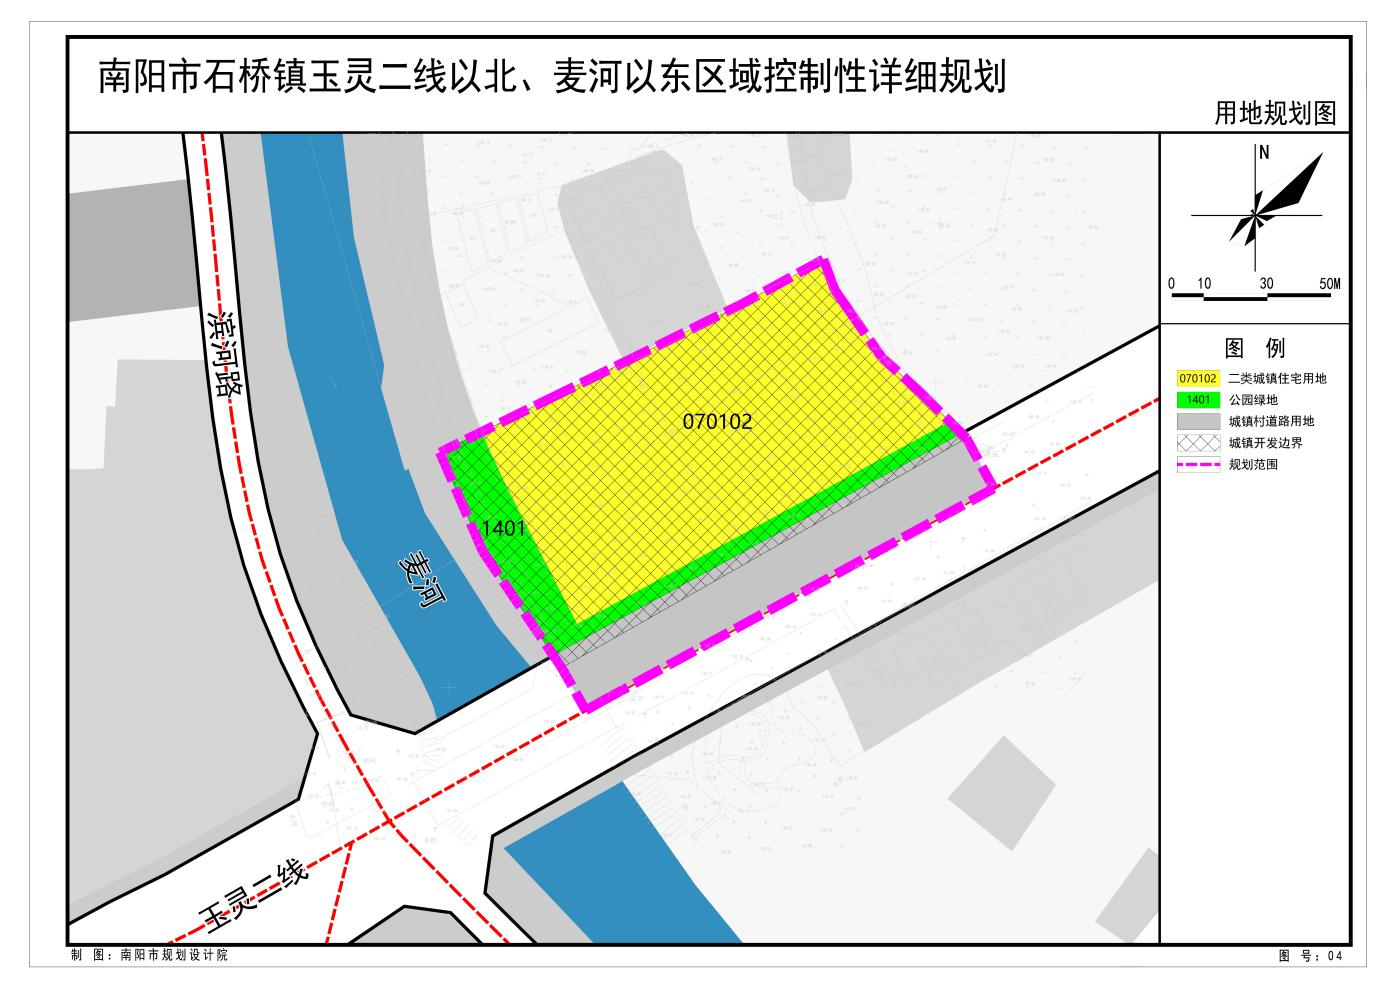 南阳市石桥镇玉灵二线以北、麦河以东区域控制性详细规划
用地规划图
N
0 10 30 50M
图 例
070102 二类城镇住宅用地
1401 公园绿地
城镇村道路用地
城镇开发边界
规划范围
滨河路
070102
1401
麦河
玉灵二线
制 图：南阳市规划设计院
图 号：04